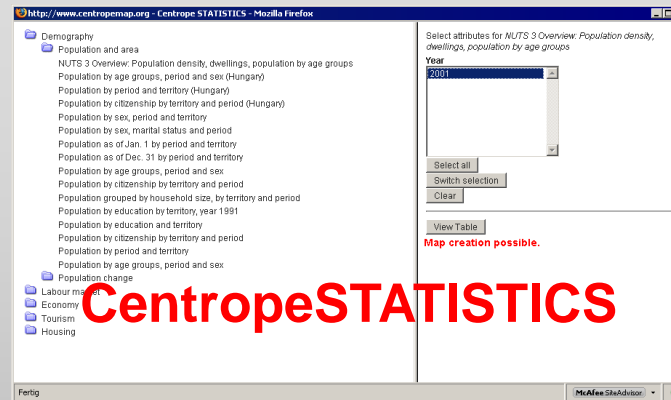 http://www.centropemap.org - Centrope STATISTICS - Mozilla Firefox
Demography
Population and area
NUTS 3 Overview: Population density, dwellings, population by age groups
Population by age groups, period and sex (Hungary)
Population by period and territory (Hungary)
Population by citizenship by territory and period (Hungary)
Population by sex, period and territory
Population by sex, marital status and period
Population as of Jan. 1 by period and territory
Population as of Dec. 31 by period and territory
Population by age groups, period and sex
Population by citizenship by territory and period
Population grouped by household size, by territory and period
Population by education by territory, year 1991
Population by education and territory
Population by citizenship by territory and period
Population by period and territory
Population by age groups, period and sex
Population change
Labour market
Economy
Tourism
Housing
Select attributes for NUTS 3 Overview: Population density,
dwellings, population by age groups
Year
2001
Select all
Switch selection
Clear
View Table
Map creation possible.
CentropeSTATISTICS
Fertig
McAfee SiteAdvisor